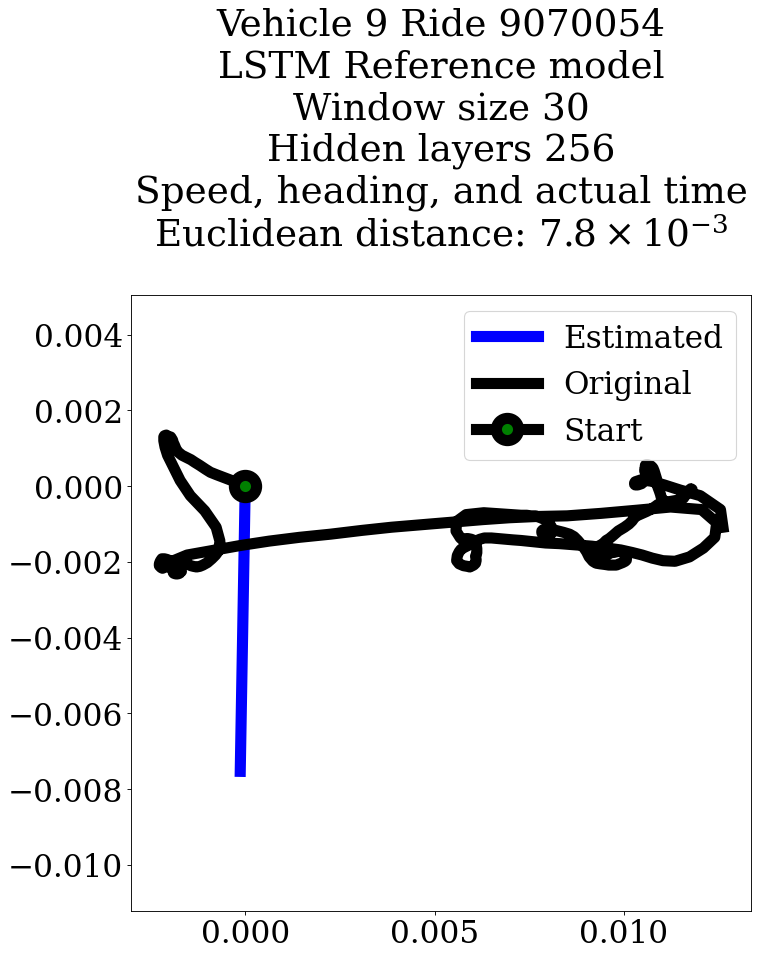 Vehicle 9 Ride 9070054
LSTM Reference model
Window size 30
Hidden layers 256
Speed, heading, and actual time
Euclidean distance: $7.8 \times 10^{-3}$
Estimated
Original
Start
0.004
0.002
0.000
−0.002
−0.004
−0.006
−0.008
−0.010
0.000 0.005 0.010